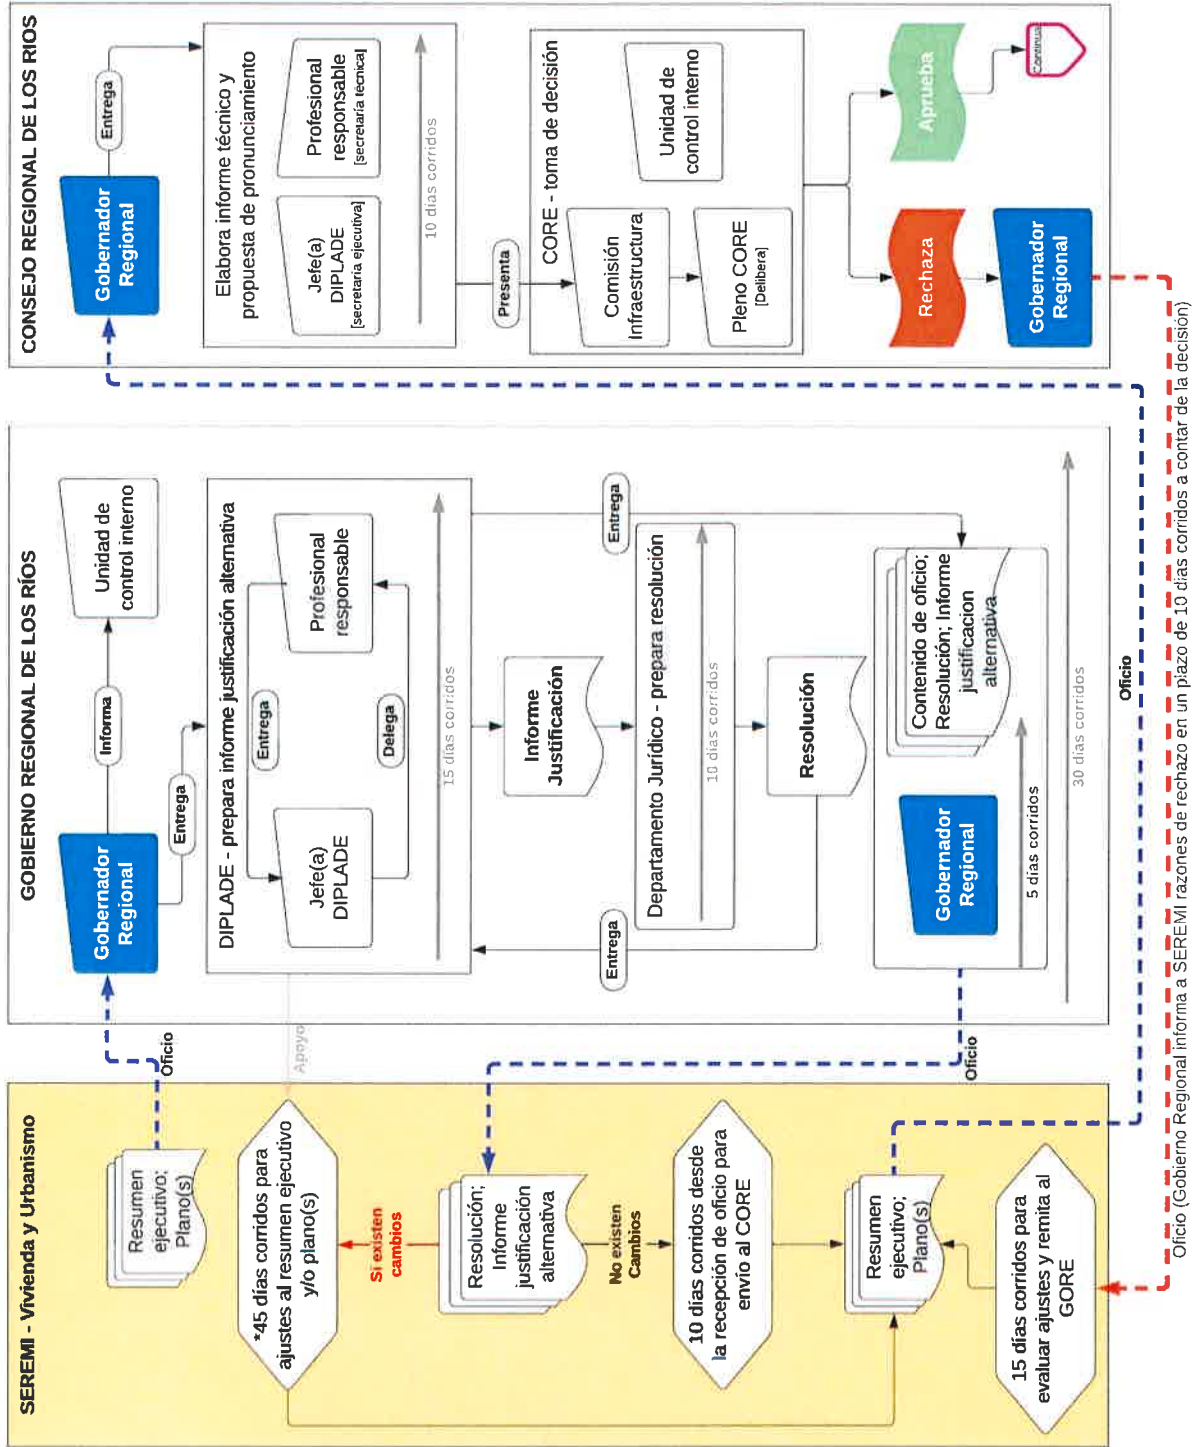 SEREMI - Vivienda y Urbanismo
Resumen
ejecutivo;
Plano(s)
Oficio
*45 días corridos para
ajustes al resumen ejecutivo
y/o plano(s)
Apoyo
Si existen
cambios
Resolución;
Informe
justificación
alternativa
No existen
Cambios
10 días corridos desde
la recepción de oficio para
envío al CORE
Oficio
Resumen
ejecutivo;
Plano(s)
15 días corridos para
evaluar ajustes y remita al
GORE
GOBIERNO REGIONAL DE LOS RÍOS
Gobernador
Regional
Informa
Unidad de
control interno
Entrega
DIPLADE - prepara informe justificación alternativa
Jefe(a)
DIPLADE
Entrega
Delega
Profesional
responsable
15 días corridos
Informe
Justificación
Entrega
Entrega
Departamento Jurídico - prepara resolución
10 días corridos
Resolución
Gobernador
Regional
Contenido de oficio;
Resolución; Informe
justificacion
alternativa
5 días corridos
30 días corridos
Oficio
CONSEJO REGIONAL DE LOS RIOS
Gobernador
Regional
Entrega
Elabora informe técnico y
propuesta de pronunciamiento
Jefe(a)
DIPLADE
[secretaria ejecutiva]
Profesional
responsable
[secretaría técnica]
10 días corridos
Presenta
CORE - toma de decisión
Comisión
Infraestructura
Unidad de
control interno
Pleno CORE
[Delibera]
Rechaza
Aprueba
Gobernador
Regional
Continua
Oficio (Gobierno Regional informa a SEREMI razones de rechazo en un plazo de 10 días corridos a contar de la decisión)